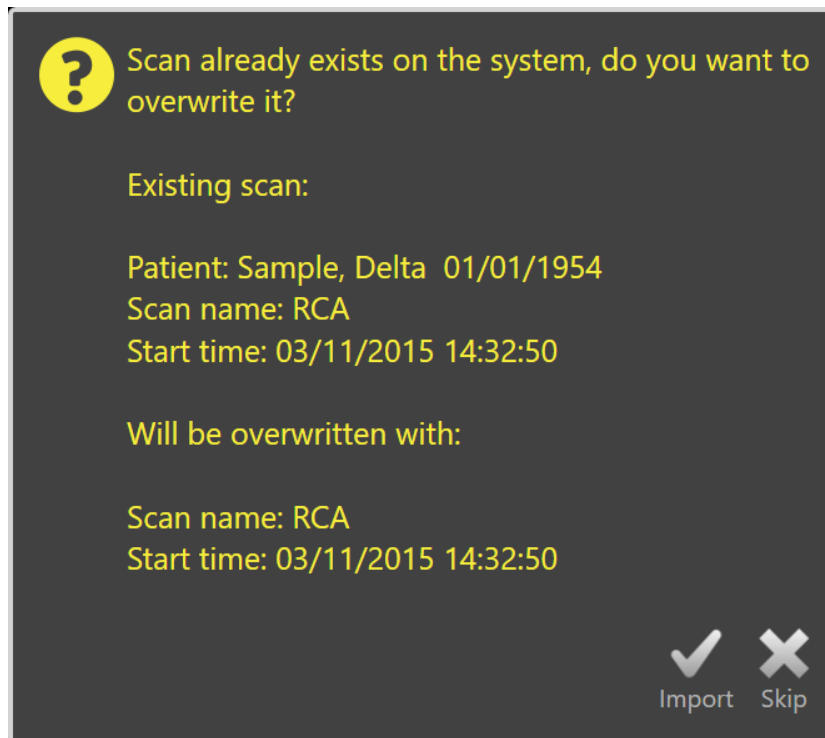 Scan already exists on the system, do you want to
overwrite it?
Existing scan:
Patient: Sample, Delta 01/01/1954
Scan name: RCA
Start time: 03/11/2015 14:32:50
Will be overwritten with:
Scan name: RCA
Start time: 03/11/2015 14:32:50
Import Skip